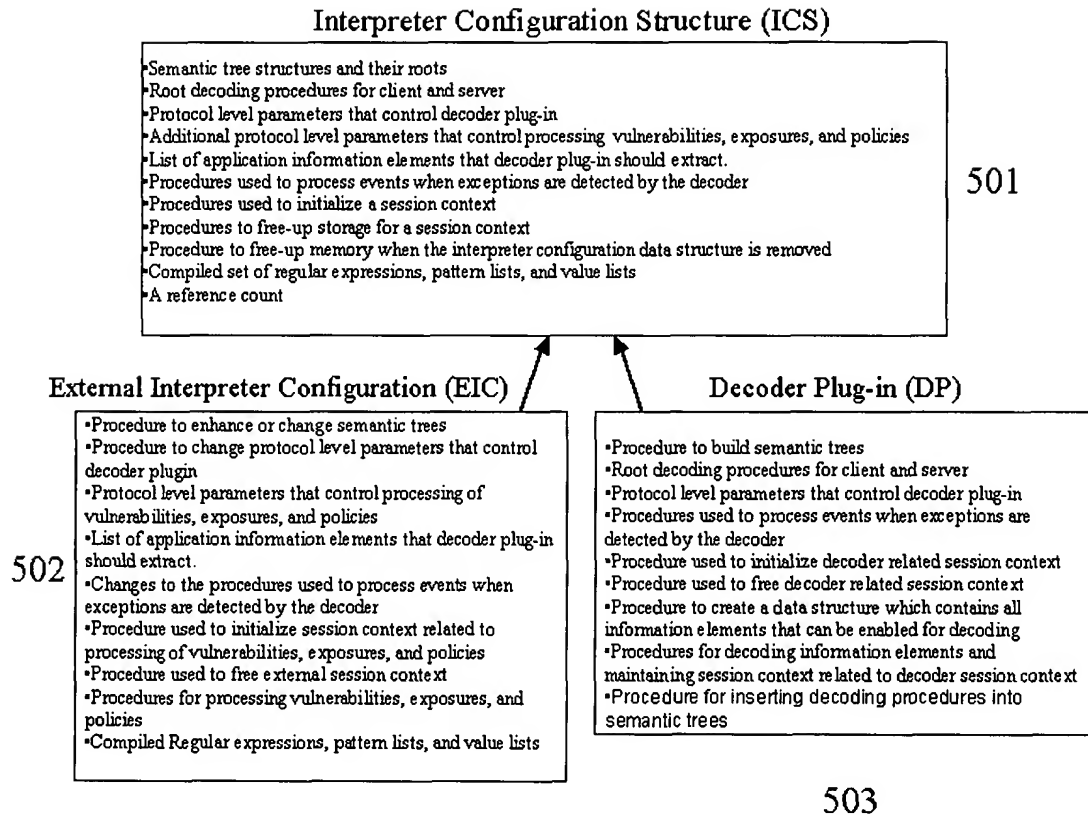 Interpreter Configuration Structure (ICS)
▪Semantic tree structures and their roots
▪Root decoding procedures for client and server
▪Protocol level parameters that control decoder plug-in
▪Additional protocol level parameters that control processing vulnerabilities, exposures, and policies
▪List of application information elements that decoder plug-in should extract.
▪Procedures used to process events when exceptions are detected by the decoder
▪Procedures used to initialize a session context
▪Procedures to free-up storage for a session context
▪Procedure to free-up memory when the interpreter configuration data structure is removed
▪Compiled set of regular expressions, pattern lists, and value lists
▪A reference count
501
External Interpreter Configuration (EIC)
▪Procedure to enhance or change semantic trees
▪Procedure to change protocol level parameters that control
decoder plugin
▪Protocol level parameters that control processing of
vulnerabilities, exposures, and policies
▪List of application information elements that decoder plug-in
should extract.
▪Changes to the procedures used to process events when
exceptions are detected by the decoder
▪Procedure used to initialize session context related to
processing of vulnerabilities, exposures, and policies
▪Procedure used to free external session context
▪Procedures for processing vulnerabilities, exposures, and
policies
▪Compiled Regular expressions, pattern lists, and value lists
502
Decoder Plug-in (DP)
▪Procedure to build semantic trees
▪Root decoding procedures for client and server
▪Protocol level parameters that control decoder plug-in
▪Procedures used to process events when exceptions are
detected by the decoder
▪Procedure used to initialize decoder related session context
▪Procedure used to free decoder related session context
▪Procedure to create a data structure which contains all
information elements that can be enabled for decoding
▪Procedures for decoding information elements and
maintaining session context related to decoder session context
▪Procedure for inserting decoding procedures into
semantic trees
503